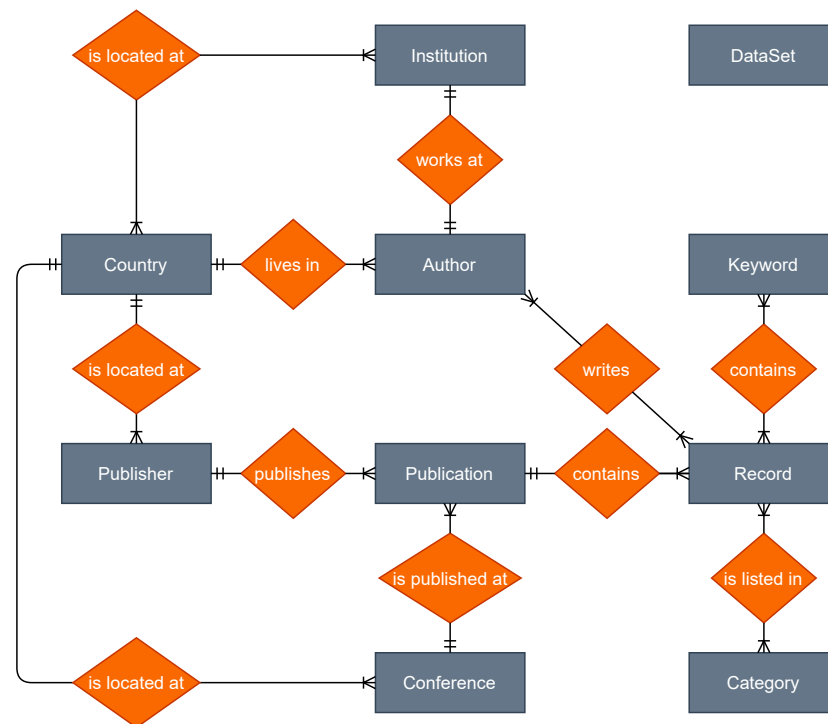 is located at
Institution
DataSet
works at
Country
lives in
Author
Keyword
is located at
writes
contains
Publisher
publishes
Publication
contains
Record
is published at
is listed in
is located at
Conference
Category